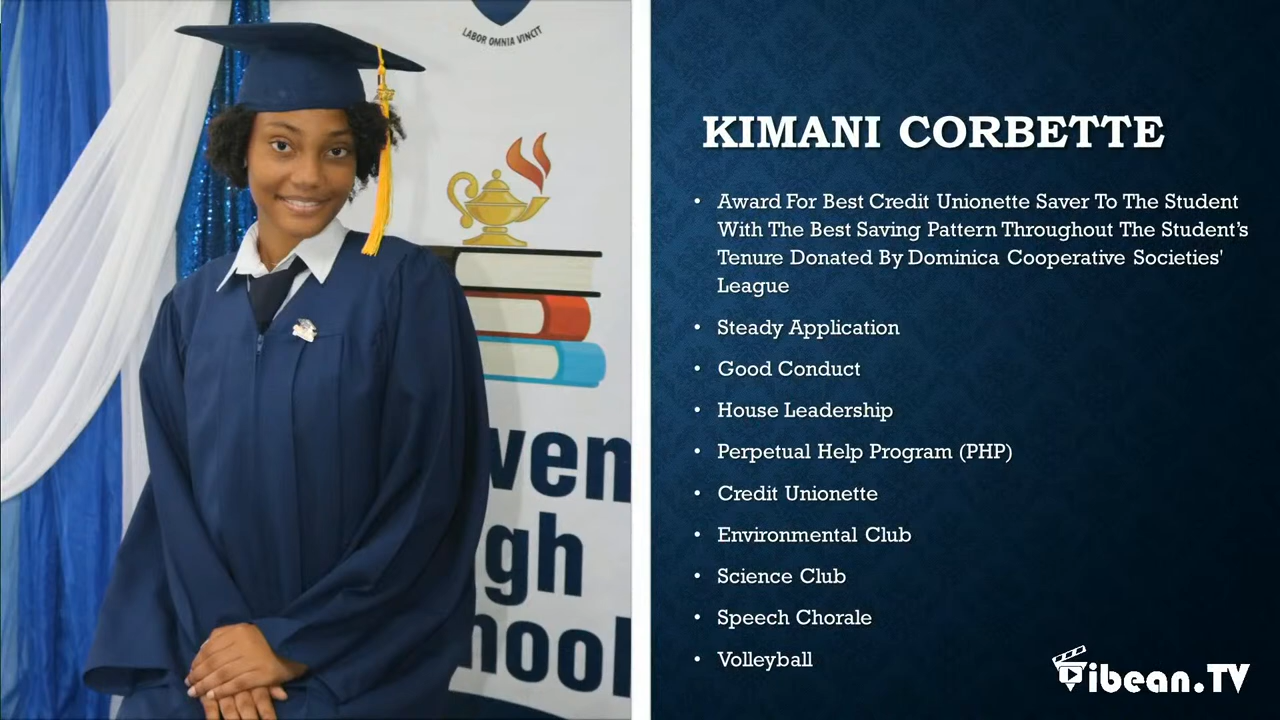 LABOR OMNIA VINCIT
ven
gh
hool
KIMANI CORBETTE
• Award For Best Credit Unionette Saver To The Student
With The Best Saving Pattern Throughout The Student's
Tenure Donated By Dominica Cooperative Societies'
League
• Steady Application
• Good Conduct
• House Leadership
• Perpetual Help Program (PHP)
• Credit Unionette
• Environmental Club
• Science Club
• Speech Chorale
• Volleyball
ibean.TV